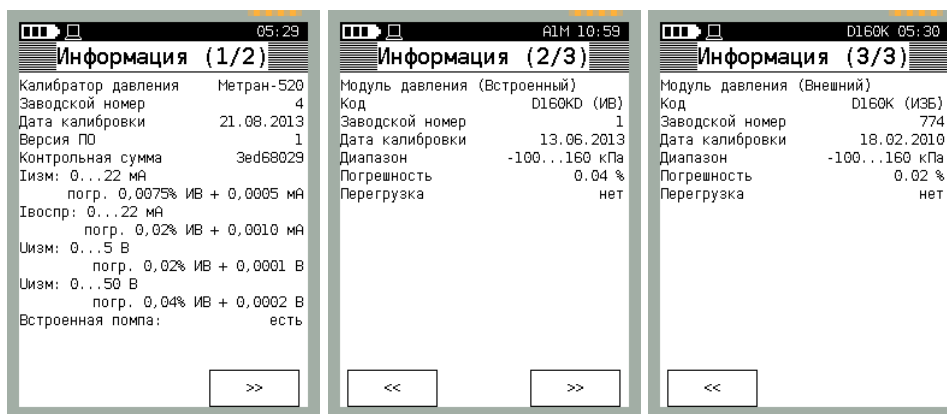 05:29
Информация (1/2)
Калибратор давления Метран-520
Заводской номер 4
Дата калибровки 21.08.2013
Версия ПО 1
Контрольная сумма 3ed68029
Iизм: 0...22 мА
погр. 0,0075% ИВ + 0,0005 мА
Iвоспр: 0...22 мА
погр. 0,02% ИВ + 0,0010 мА
Uизм: 0...5 В
погр. 0,02% ИВ + 0,0001 В
Uизм: 0...50 В
погр. 0,04% ИВ + 0,0002 В
Встроенная помпа: есть
>>
A1M 10:59
Информация (2/3)
Модуль давления (Встроенный)
Код D160KD (ИВ)
Заводской номер 1
Дата калибровки 13.06.2013
Диапазон -100...160 кПа
Погрешность 0.04 %
Перегрузка нет
<< >>
D160K 05:30
Информация (3/3)
Модуль давления (Внешний)
Код D160K (ИЗБ)
Заводской номер 774
Дата калибровки 18.02.2010
Диапазон -100...160 кПа
Погрешность 0.02 %
Перегрузка нет
<<